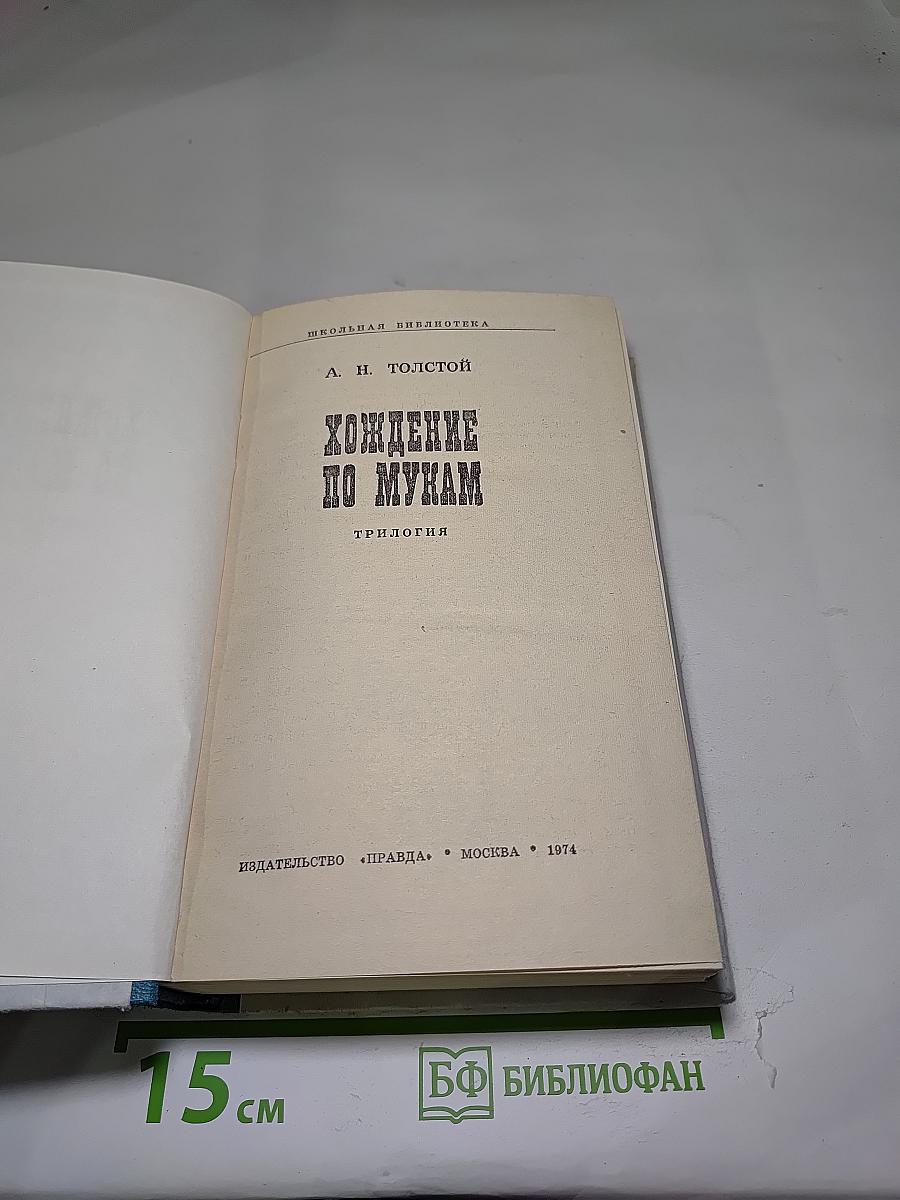 ШКОЛЬНАЯ БИБЛИОТЕКА
А. Н. ТОЛСТОЙ
ХОЖДЕНИЕ
ПО МУКАМ
ТРИЛОГИЯ
ИЗДАТЕЛЬСТВО «ПРАВДА» • МОСКВА • 1974
15 см
БФ БИБЛИОФАН